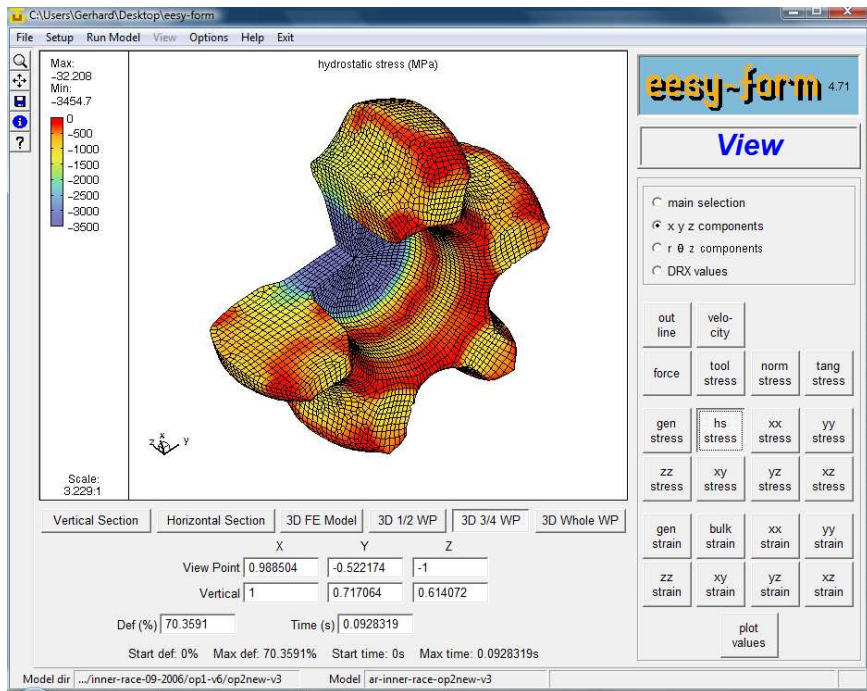 C:\Users\Gerhard\Desktop\eesy-form
File Setup Run Model View Options Help Exit
Max:
-32.208
Min:
-3454.7
0
-500
-1000
-1500
-2000
-2500
-3000
-3500
hydrostatic stress (MPa)
z x y
Scale:
3.229:1
eesy-form 4.71
View
main selection
x y z components
r θ z components
DRX values
out line
velo-city
force
tool stress
norm stress
tang stress
gen stress
hs stress
xx stress
yy stress
zz stress
xy stress
yz stress
xz stress
gen strain
bulk strain
xx strain
yy strain
zz strain
xy strain
yz strain
xz strain
plot values
Vertical Section Horizontal Section 3D FE Model 3D 1/2 WP 3D 3/4 WP 3D Whole WP
X Y Z
View Point 0.988504 -0.522174 -1
Vertical 1 0.717064 0.614072
Def (%) 70.3591 Time (s) 0.0928319
Start def: 0% Max def: 70.3591% Start time: 0s Max time: 0.0928319s
Model dir .../inner-race-09-2006/op1-v6/op2new-v3 Model ar-inner-race-op2new-v3